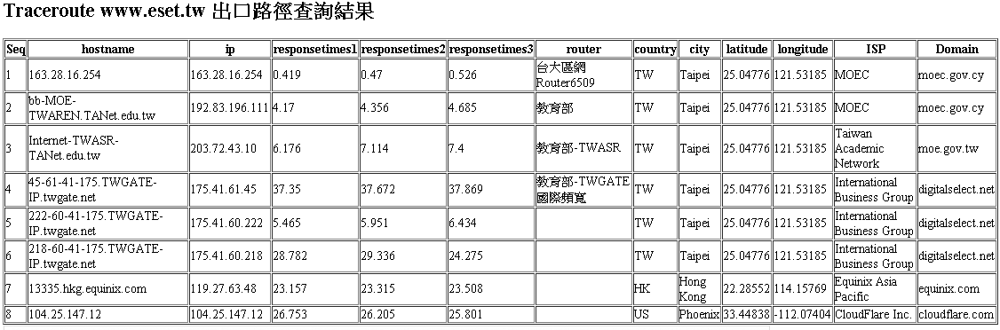 Traceroute www.eset.tw 出口路徑查詢結果
Seq hostname ip responsetimes1 responsetimes2 responsetimes3 router country city latitude longitude ISP Domain
1 163.28.16.254 163.28.16.254 0.419 0.47 0.526 台大區網 Router6509 TW Taipei 25.04776 121.53185 MOEC moec.gov.cy
2 bb-MOE-TWAREN.TANet.edu.tw 192.83.196.111 4.17 4.356 4.685 教育部 TW Taipei 25.04776 121.53185 MOEC moec.gov.cy
3 Internet-TWASR-TANet.edu.tw 203.72.43.10 6.176 7.114 7.4 教育部-TWASR TW Taipei 25.04776 121.53185 Taiwan Academic Network moe.gov.tw
4 45-61-41-175.TWGATE-IP.twgate.net 175.41.61.45 37.35 37.672 37.869 教育部-TWGATE 國際頻寬 TW Taipei 25.04776 121.53185 International Business Group digitalselect.net
5 222-60-41-175.TWGATE-IP.twgate.net 175.41.60.222 5.465 5.951 6.434 TW Taipei 25.04776 121.53185 International Business Group digitalselect.net
6 218-60-41-175.TWGATE-IP.twgate.net 175.41.60.218 28.782 29.336 24.275 TW Taipei 25.04776 121.53185 International Business Group digitalselect.net
7 13335.hkg.equinix.com 119.27.63.48 23.157 23.315 23.508 HK Hong Kong 22.28552 114.15769 Equinix Asia Pacific equinix.com
8 104.25.147.12 104.25.147.12 26.753 26.205 25.801 US Phoenix 33.44838 -112.07404 CloudFlare Inc. cloudflare.com